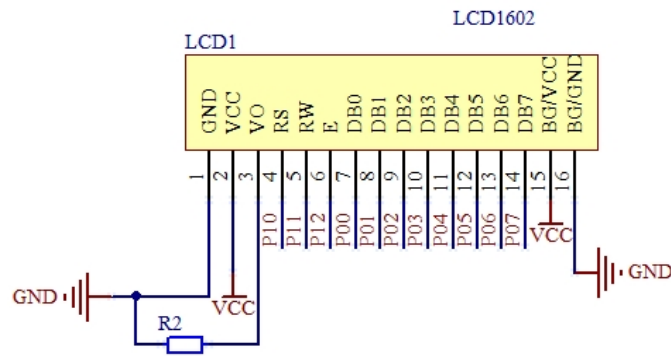 LCD1602
LCD1
GND VCC VO RS RW E DB0 DB1 DB2 DB3 DB4 DB5 DB6 DB7 BG/VCC BG/GND
1 2 3 4 5 6 7 8 9 10 11 12 13 14 15 16
P10 P11 P12 P00 P01 P02 P03 P04 P05 P06 P07
VCC
GND
GND
VCC
R2